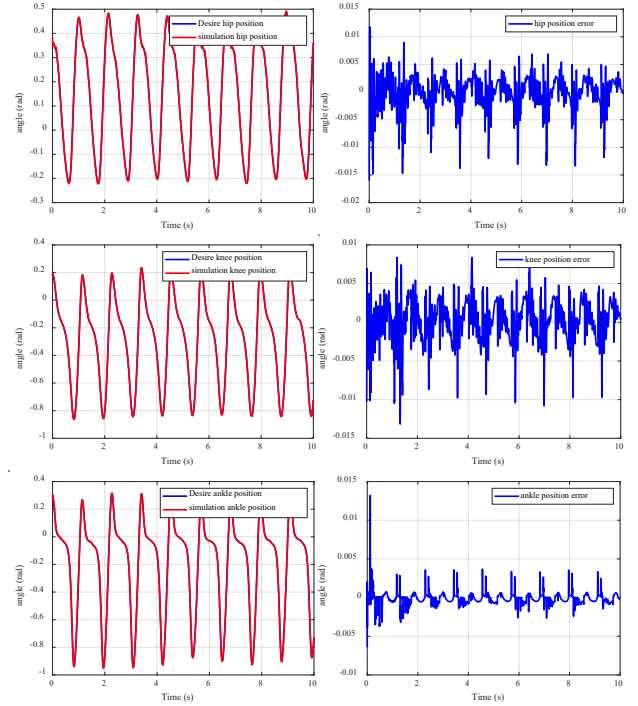 0.5
0.4
0.3
0.2
0.1
0
-0.1
-0.2
-0.3
angle (rad)
Desire hip position
simulation hip position
0 2 4 6 8 10
Time (s)
0.015
0.01
0.005
0
-0.005
-0.01
-0.015
-0.02
angle (rad)
hip position error
0 2 4 6 8 10
Time (s)
0.4
0.2
0
-0.2
-0.4
-0.6
-0.8
-1
angle (rad)
Desire knee position
simulation knee position
0 2 4 6 8 10
Time (s)
0.01
0.005
0
-0.005
-0.01
-0.015
angle (rad)
knee position error
0 2 4 6 8 10
Time (s)
0.4
0.2
0
-0.2
-0.4
-0.6
-0.8
-1
angle (rad)
Desire ankle position
simulation ankle position
0 2 4 6 8 10
Time (s)
0.015
0.01
0.005
0
-0.005
-0.01
angle (rad)
ankle position error
0 2 4 6 8 10
Time (s)